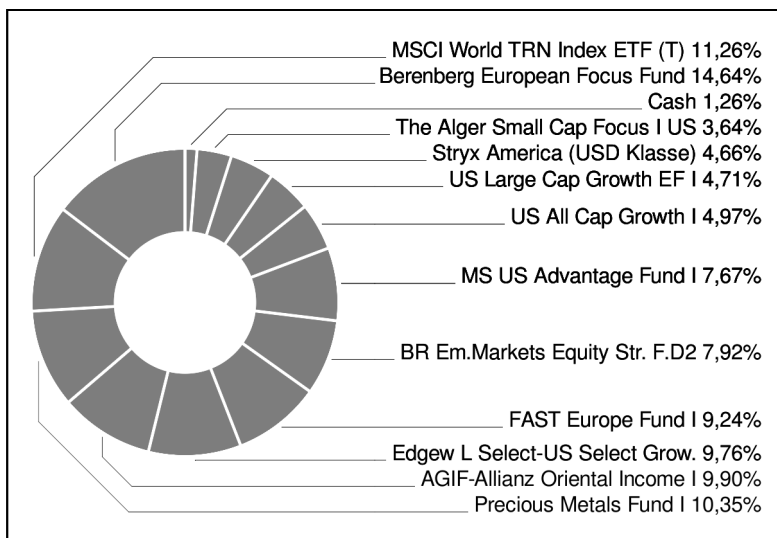 MSCI World TRN Index ETF (T) 11,26%
Berenberg European Focus Fund 14,64%
Cash 1,26%
The Alger Small Cap Focus I US 3,64%
Stryx America (USD Klasse) 4,66%
US Large Cap Growth EF I 4,71%
US All Cap Growth I 4,97%
MS US Advantage Fund I 7,67%
BR Em.Markets Equity Str. F.D2 7,92%
FAST Europe Fund I 9,24%
Edgew L Select-US Select Grow. 9,76%
AGIF-Allianz Oriental Income I 9,90%
Precious Metals Fund I 10,35%